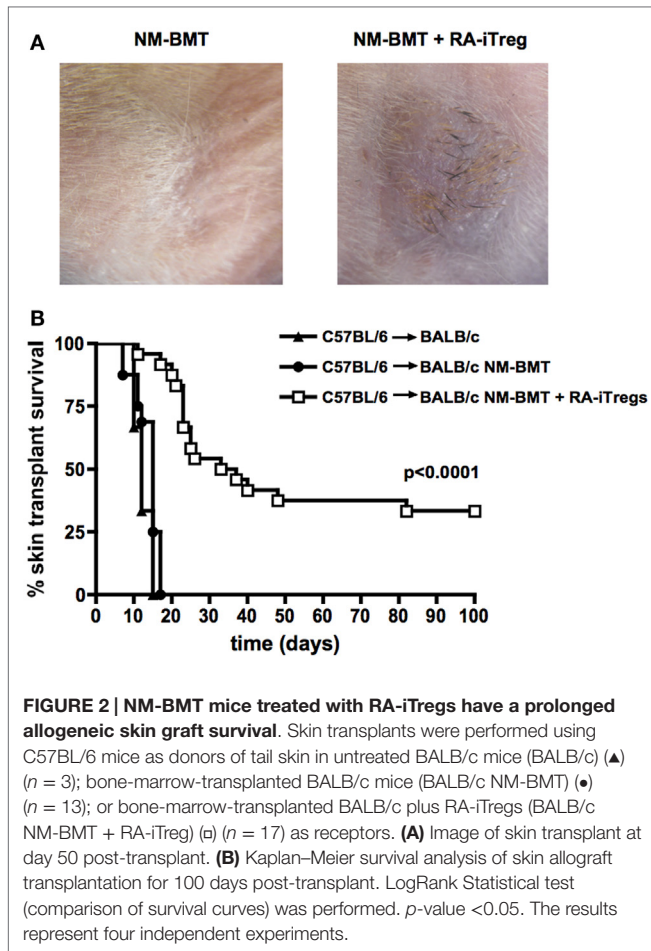 A
NM-BMT NM-BMT + RA-iTreg
B
% skin transplant survival
100
75
50
25
0
C57BL/6 → BALB/c
C57BL/6 → BALB/c NM-BMT
C57BL/6 → BALB/c NM-BMT + RA-iTregs
p<0.0001
0 10 20 30 40 50 60 70 80 90 100
time (days)
FIGURE 2 | NM-BMT mice treated with RA-iTregs have a prolonged
allogeneic skin graft survival. Skin transplants were performed using
C57BL/6 mice as donors of tail skin in untreated BALB/c mice (BALB/c) (▲)
(n = 3); bone-marrow-transplanted BALB/c mice (BALB/c NM-BMT) (●)
(n = 13); or bone-marrow-transplanted BALB/c plus RA-iTregs (BALB/c
NM-BMT + RA-iTreg) (□) (n = 17) as receptors. (A) Image of skin transplant at
day 50 post-transplant. (B) Kaplan–Meier survival analysis of skin allograft
transplantation for 100 days post-transplant. LogRank Statistical test
(comparison of survival curves) was performed. p-value <0.05. The results
represent four independent experiments.